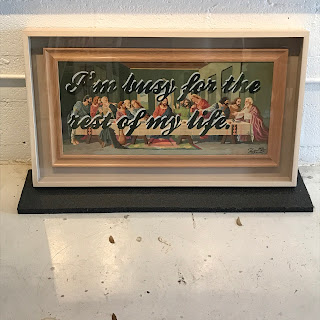 I'm busy for the
rest of my life.